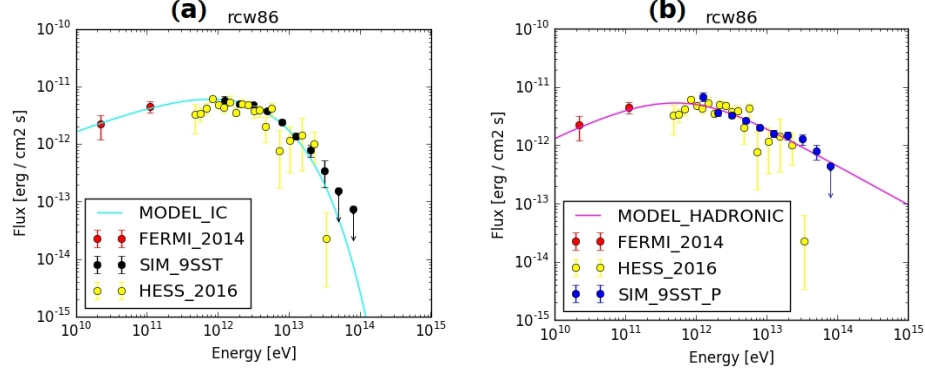 (a)
rcw86
10^-10
10^-11
10^-12
10^-13
10^-14
10^-15
Flux [erg / cm2 s]
MODEL_IC
FERMI_2014
SIM_9SST
HESS_2016
10^10 10^11 10^12 10^13 10^14 10^15
Energy [eV]
(b)
rcw86
10^-10
10^-11
10^-12
10^-13
10^-14
10^-15
Flux [erg / cm2 s]
MODEL_HADRONIC
FERMI_2014
HESS_2016
SIM_9SST_P
10^10 10^11 10^12 10^13 10^14 10^15
Energy [eV]